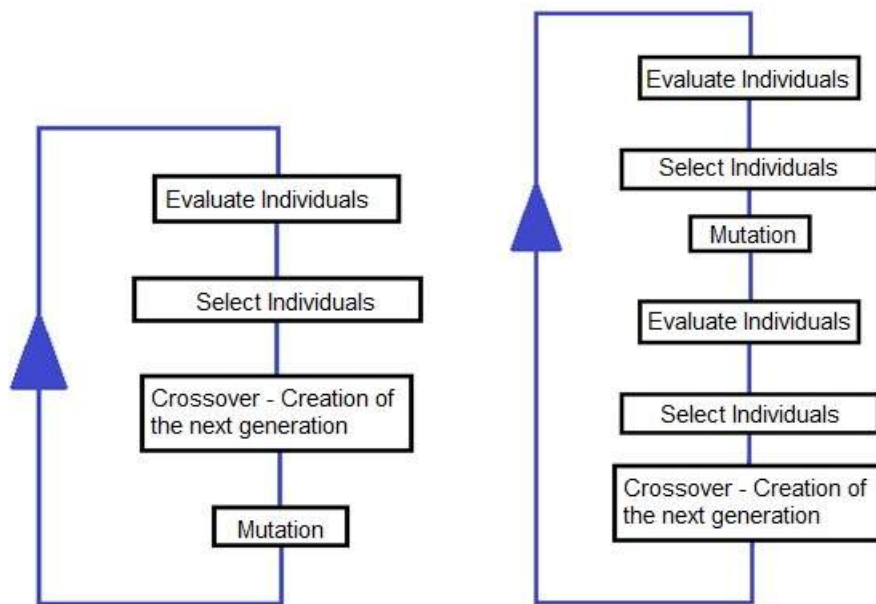 Evaluate Individuals
Select Individuals
Crossover - Creation of
the next generation
Mutation
Evaluate Individuals
Select Individuals
Mutation
Evaluate Individuals
Select Individuals
Crossover - Creation of
the next generation